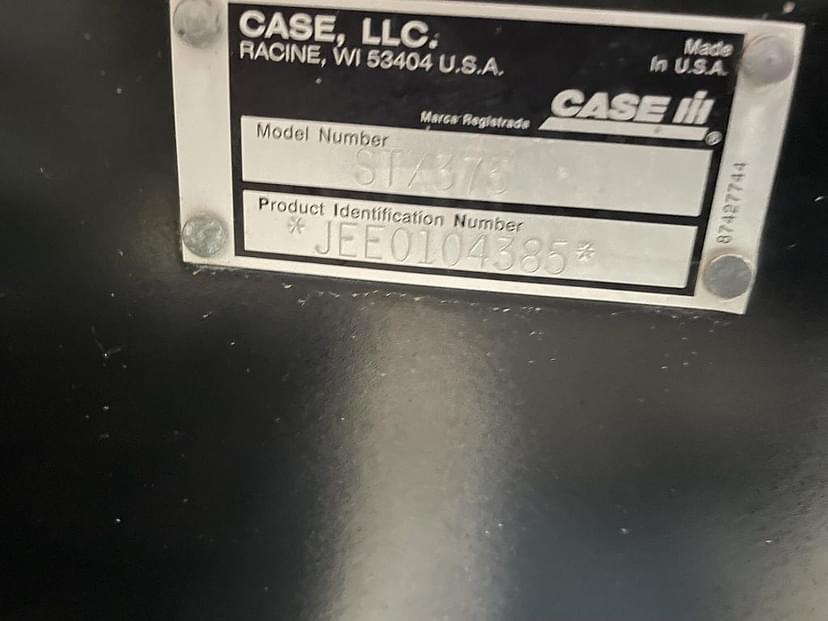 CASE, LLC.
RACINE, WI 53404 U.S.A.
Made
In U.S.A.
Marca Registrada
CASE IH
®
Model Number
STX375
Product Identification Number
*JEE0104385*
87427744